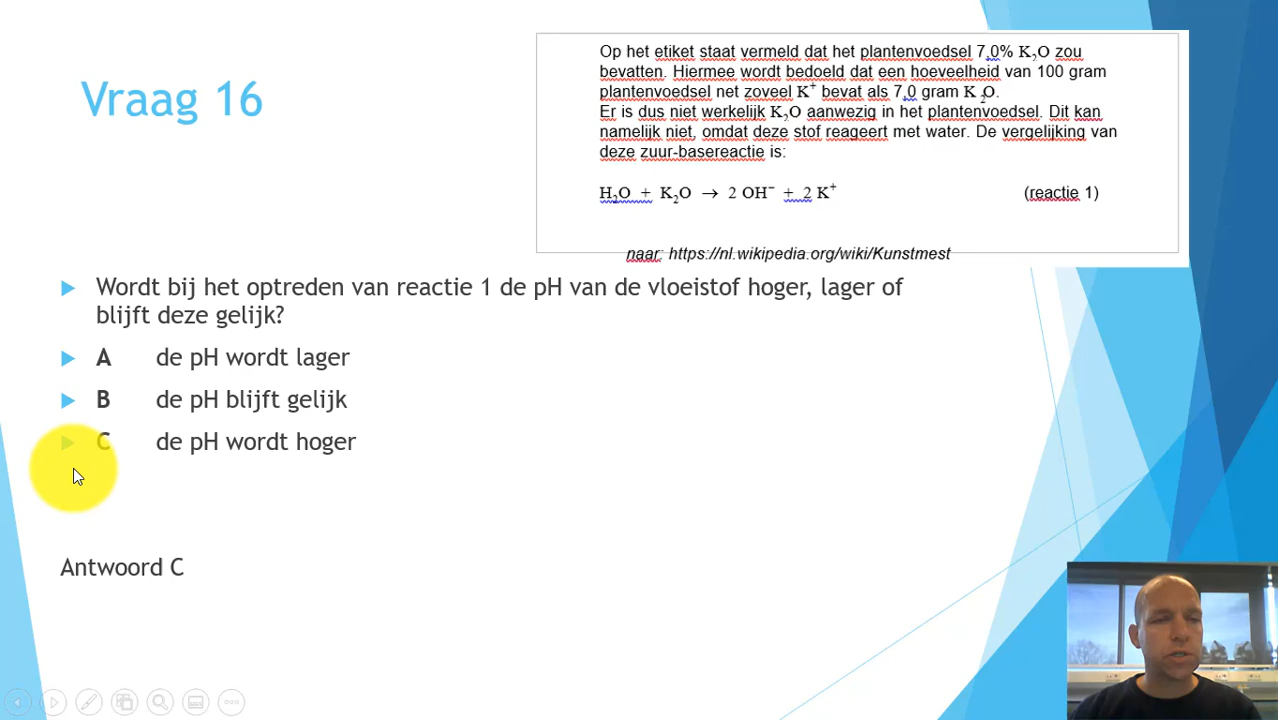 Vraag 16
Op het etiket staat vermeld dat het plantenvoedsel 7,0% K₂O zou
bevatten. Hiermee wordt bedoeld dat een hoeveelheid van 100 gram
plantenvoedsel net zoveel K⁺ bevat als 7,0 gram K ₂O.
Er is dus niet werkelijk K₂O aanwezig in het plantenvoedsel. Dit kan
namelijk niet, omdat deze stof reageert met water. De vergelijking van
deze zuur-basereactie is:
H₂O + K₂O → 2 OH⁻ + 2 K⁺ (reactie 1)
naar: https://nl.wikipedia.org/wiki/Kunstmest
Wordt bij het optreden van reactie 1 de pH van de vloeistof hoger, lager of
blijft deze gelijk?
A de pH wordt lager
B de pH blijft gelijk
C de pH wordt hoger
Antwoord C